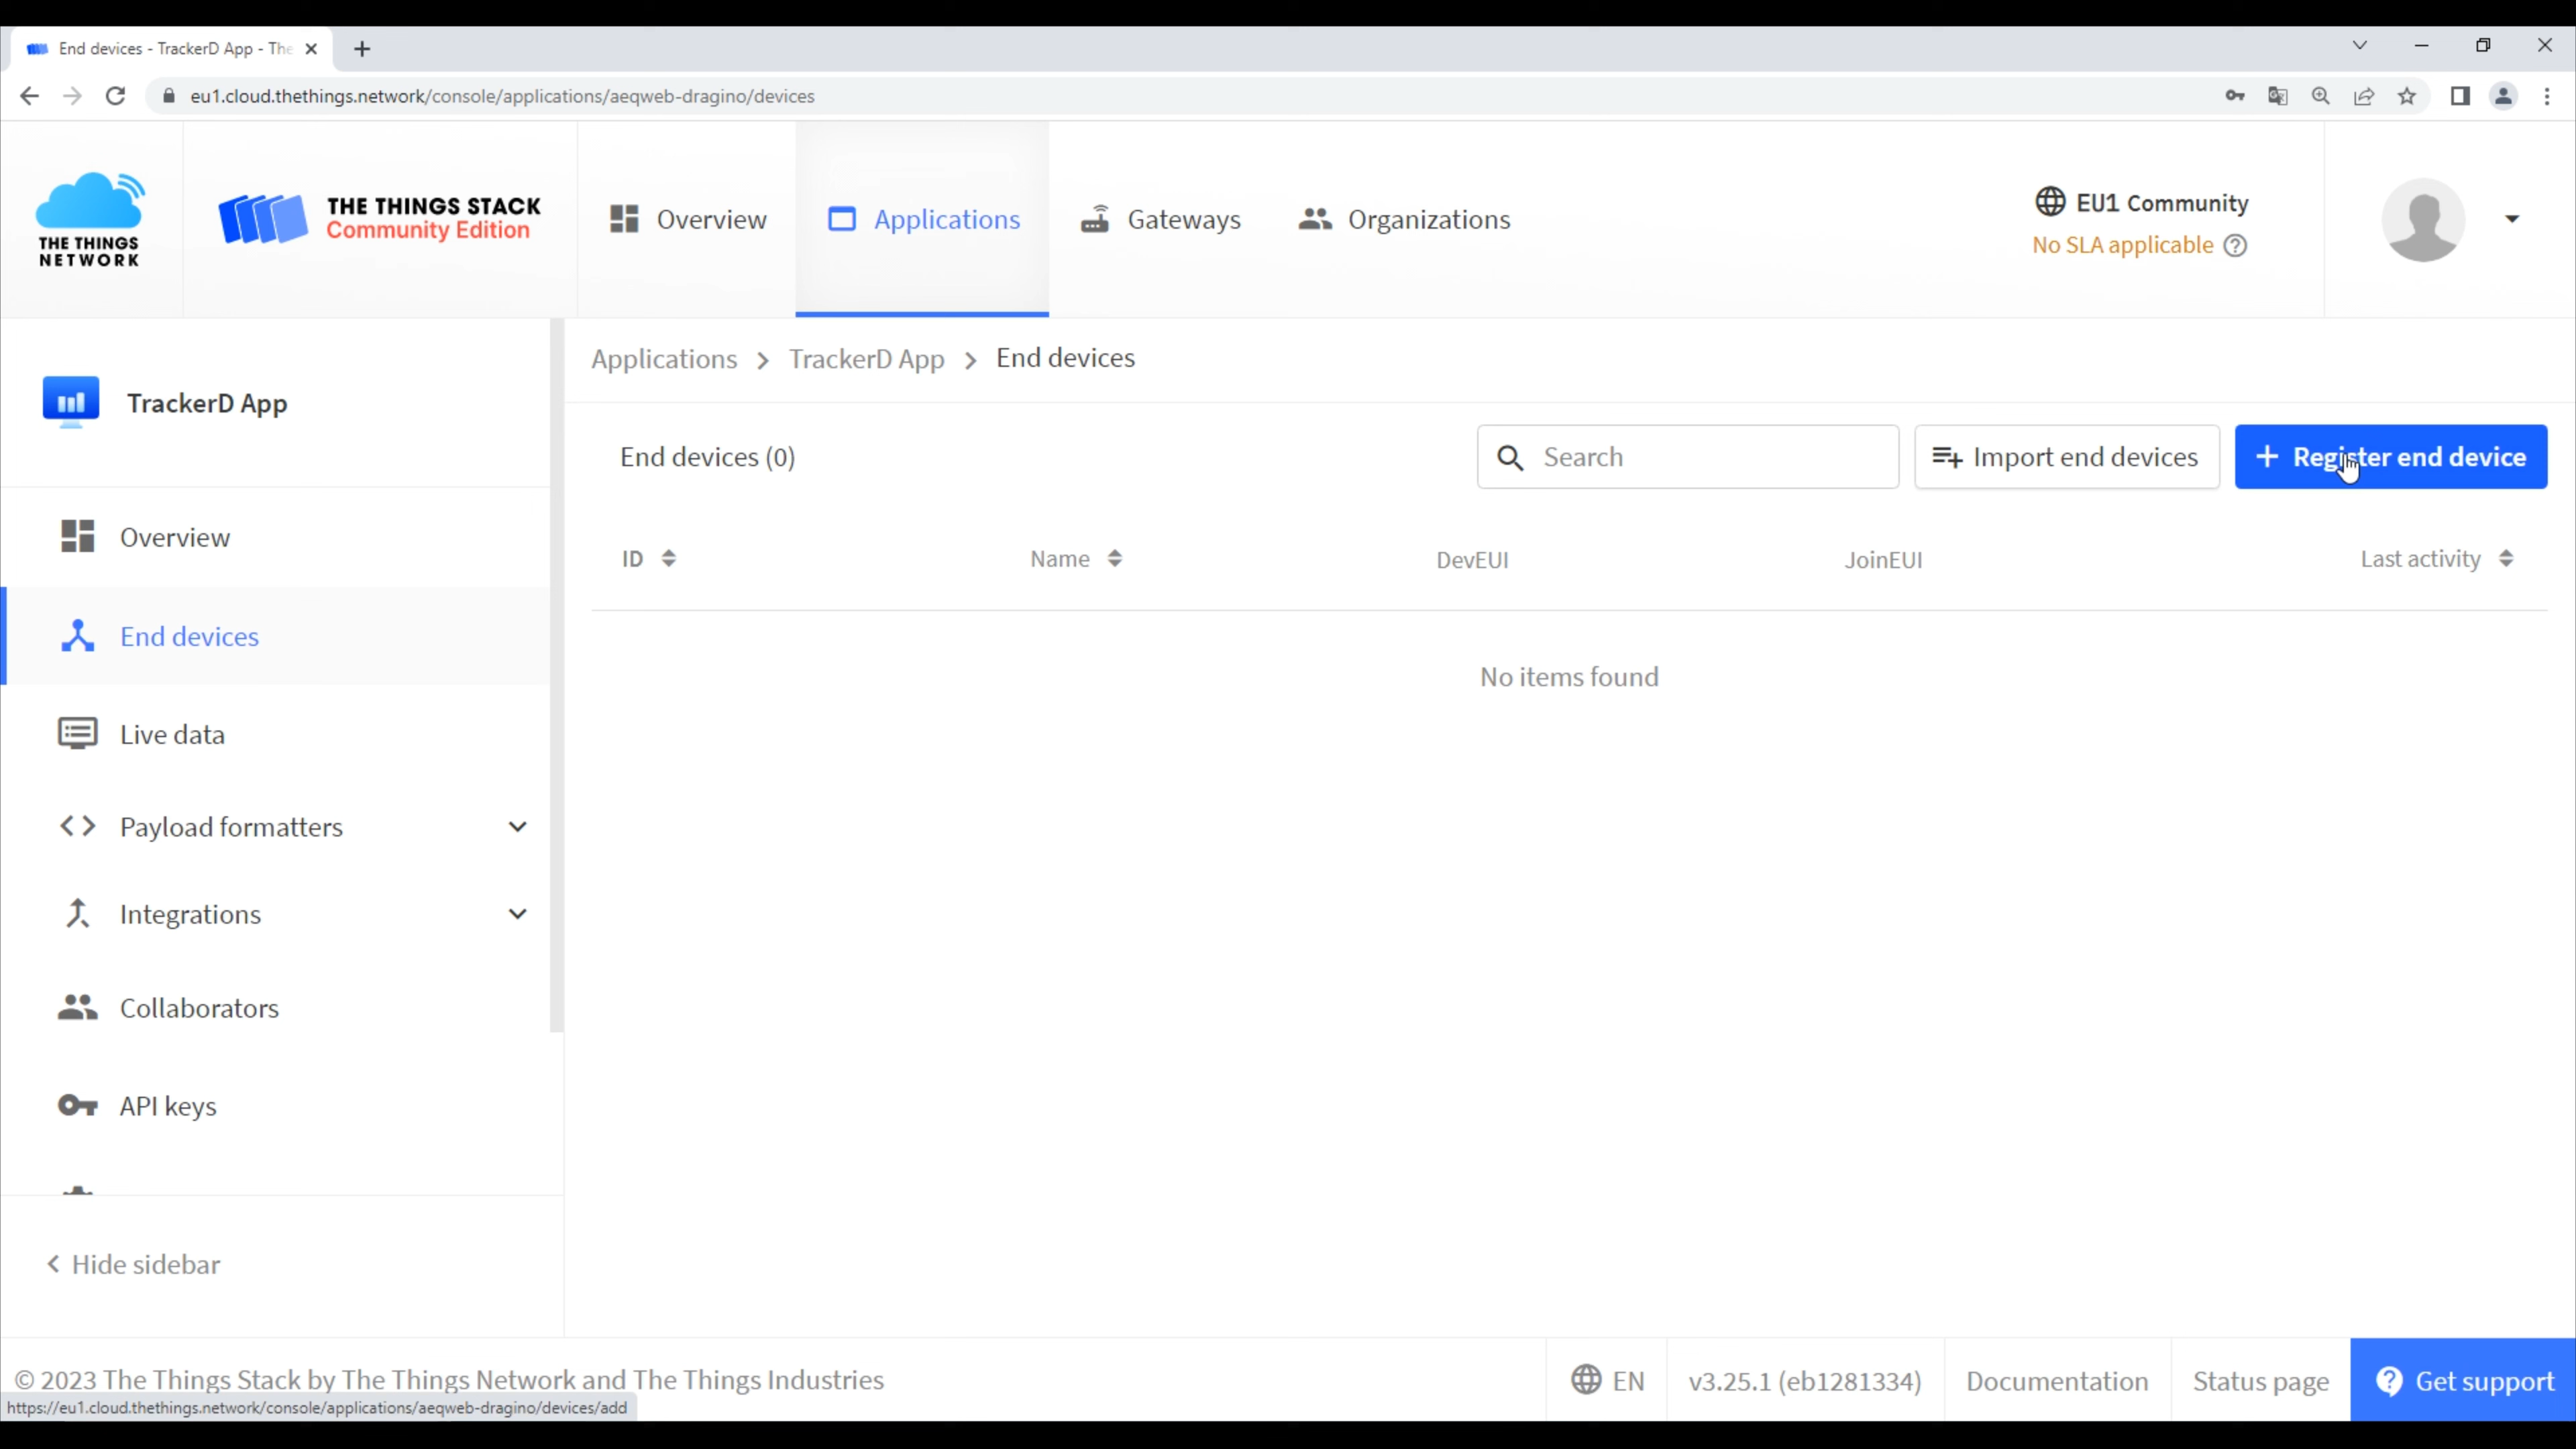 End devices - TrackerD App - The
eu1.cloud.thethings.network/console/applications/aeqweb-dragino/devices
THE THINGS
NETWORK
THE THINGS STACK
Community Edition
Overview
Applications
Gateways
Organizations
EU1 Community
No SLA applicable
TrackerD App
Overview
End devices
Live data
Payload formatters
Integrations
Collaborators
API keys
Hide sidebar
Applications > TrackerD App > End devices
End devices (0)
Search
Import end devices
+ Register end device
ID
Name
DevEUI
JoinEUI
Last activity
No items found
© 2023 The Things Stack by The Things Network and The Things Industries
EN
v3.25.1 (eb1281334)
Documentation
Status page
Get support
https://eu1.cloud.thethings.network/console/applications/aeqweb-dragino/devices/add